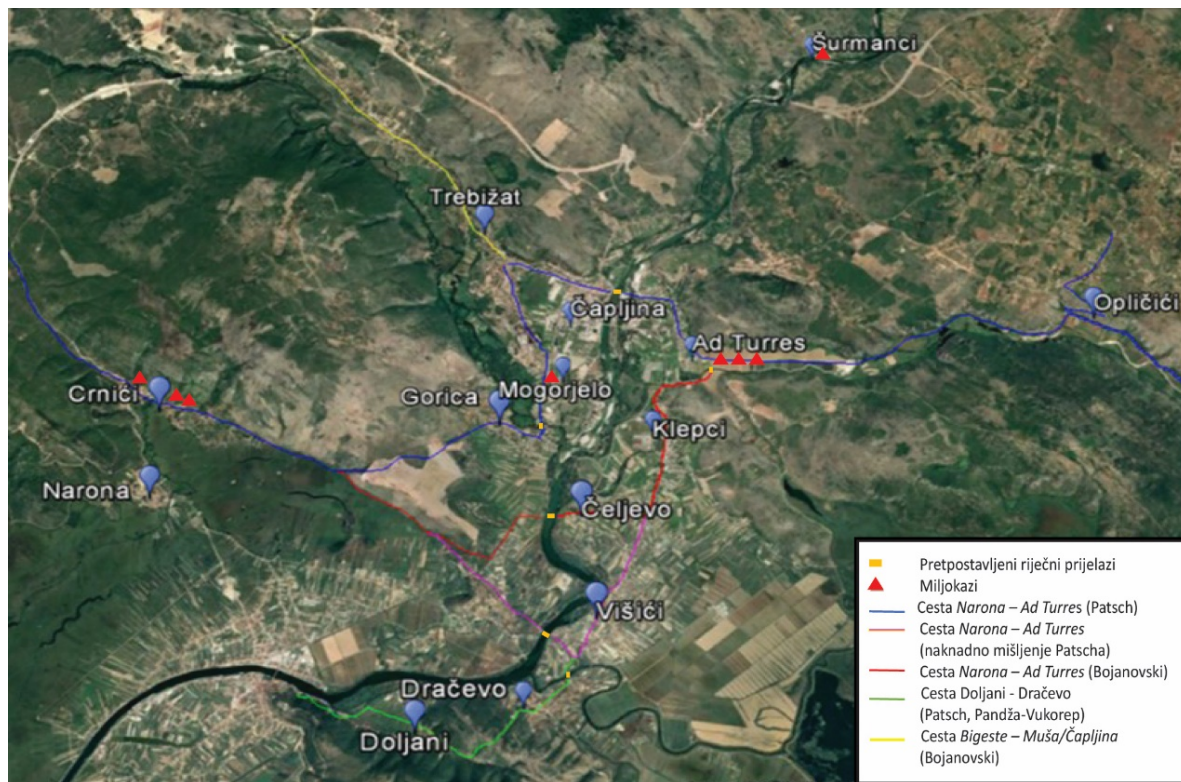 Šurmanci
Trebižat
Čapljina
Opličići
Ad Turres
Crnići
Gorica
Mogorjelo
Klepci
Narona
Čeljevo
Višići
Dračevo
Doljani
Pretpostavljeni riječni prijelazi
Miljokazi
Cesta Narona – Ad Turres (Patsch)
Cesta Narona – Ad Turres
(naknadno mišljenje Patscha)
Cesta Narona – Ad Turres (Bojanovski)
Cesta Doljani - Dračevo
(Patsch, Pandža-Vukorep)
Cesta Bigeste – Muša/Čapljina
(Bojanovski)